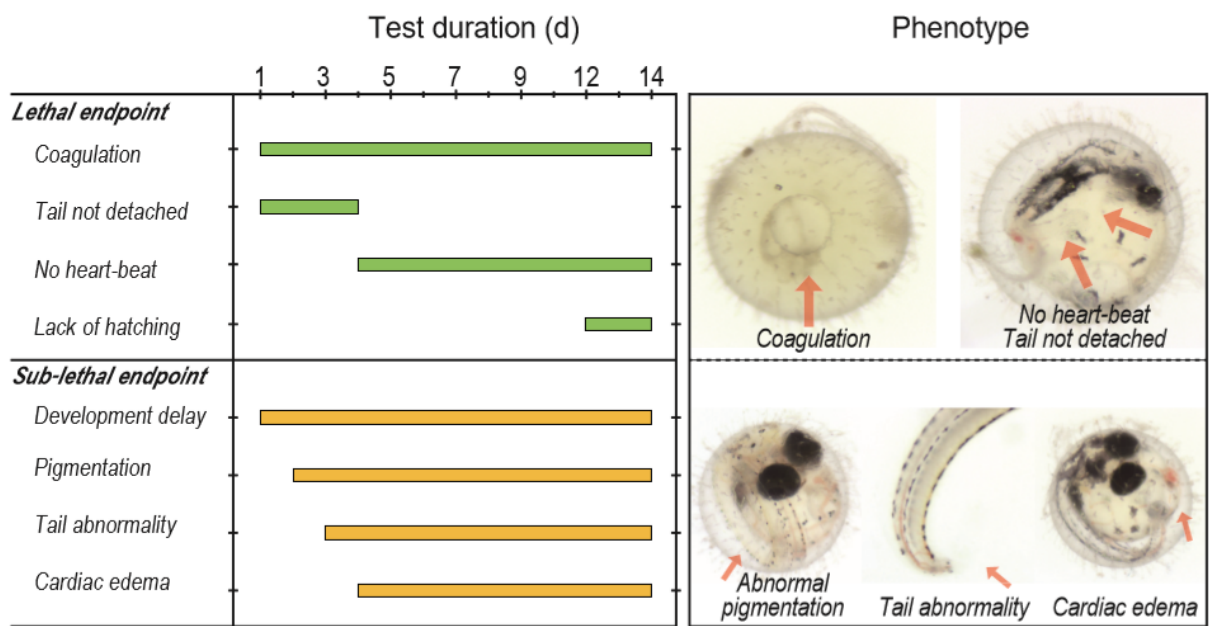 Test duration (d)
Phenotype
1 3 5 7 9 12 14
Lethal endpoint
Coagulation
Tail not detached
No heart-beat
Lack of hatching
Coagulation
No heart-beat
Tail not detached
Sub-lethal endpoint
Development delay
Pigmentation
Tail abnormality
Cardiac edema
Abnormal
pigmentation
Tail abnormality
Cardiac edema